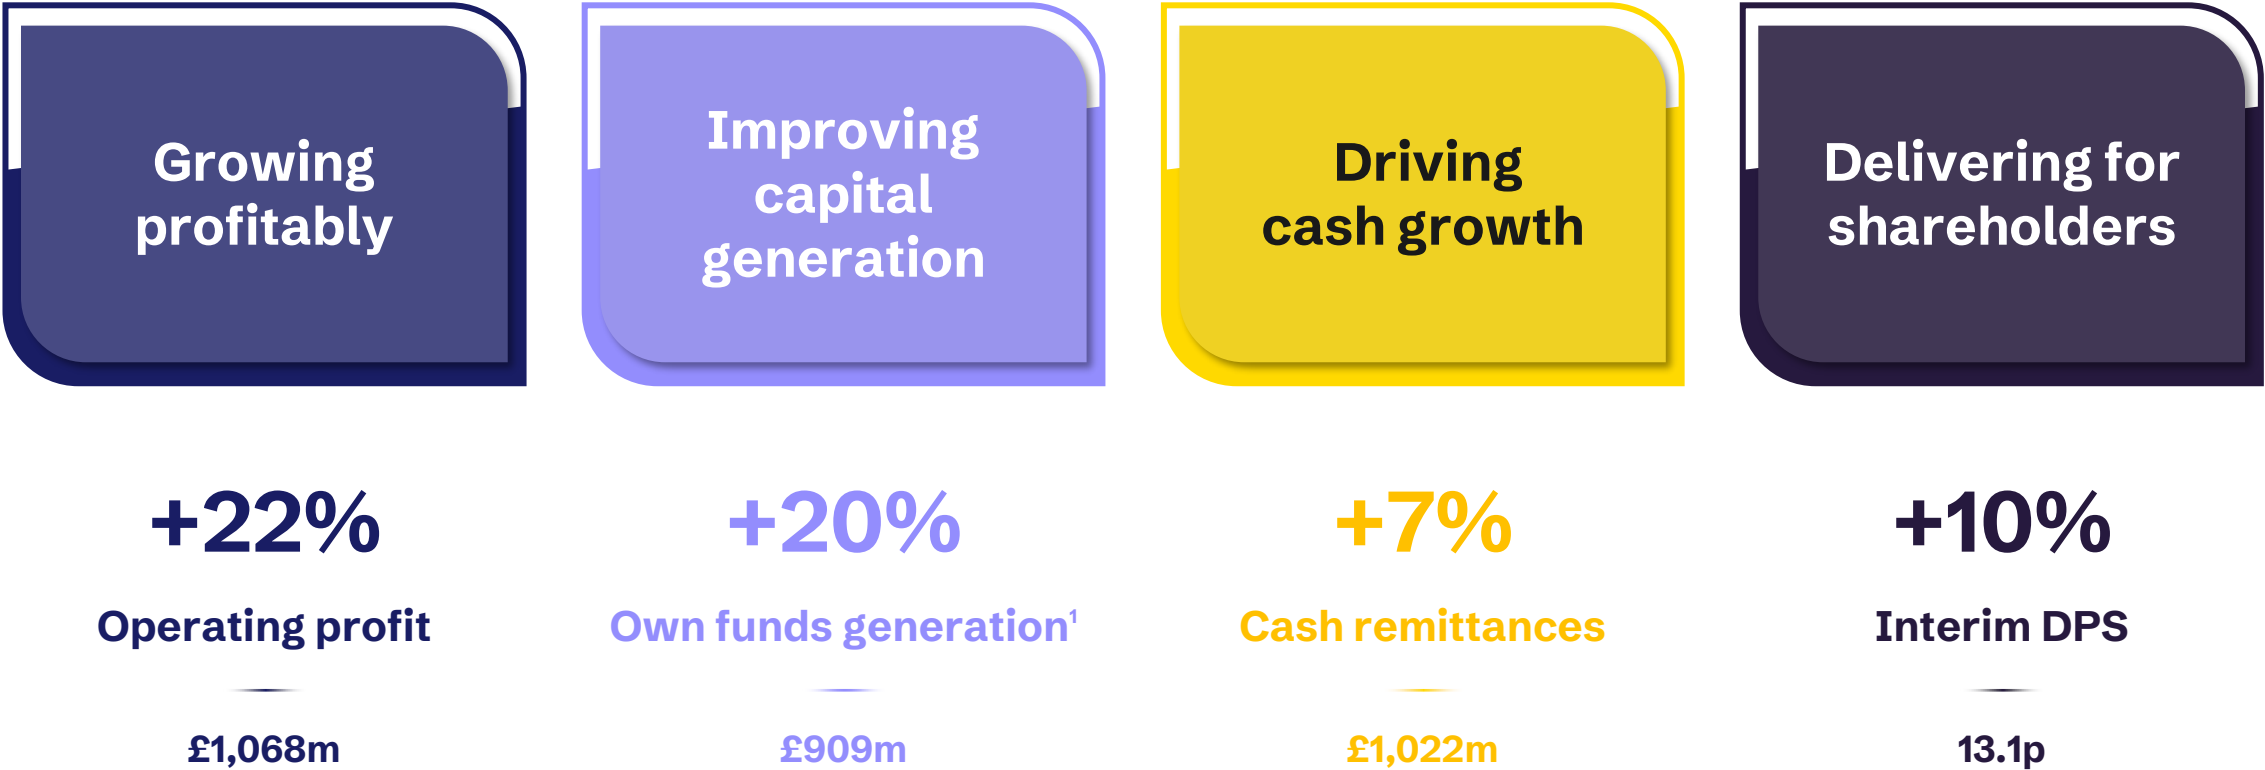 Growing
profitably
+22%
Operating profit
£1,068m
Improving
capital
generation
+20%
Own funds generation¹
£909m
Driving
cash growth
+7%
Cash remittances
£1,022m
Delivering for
shareholders
+10%
Interim DPS
13.1p